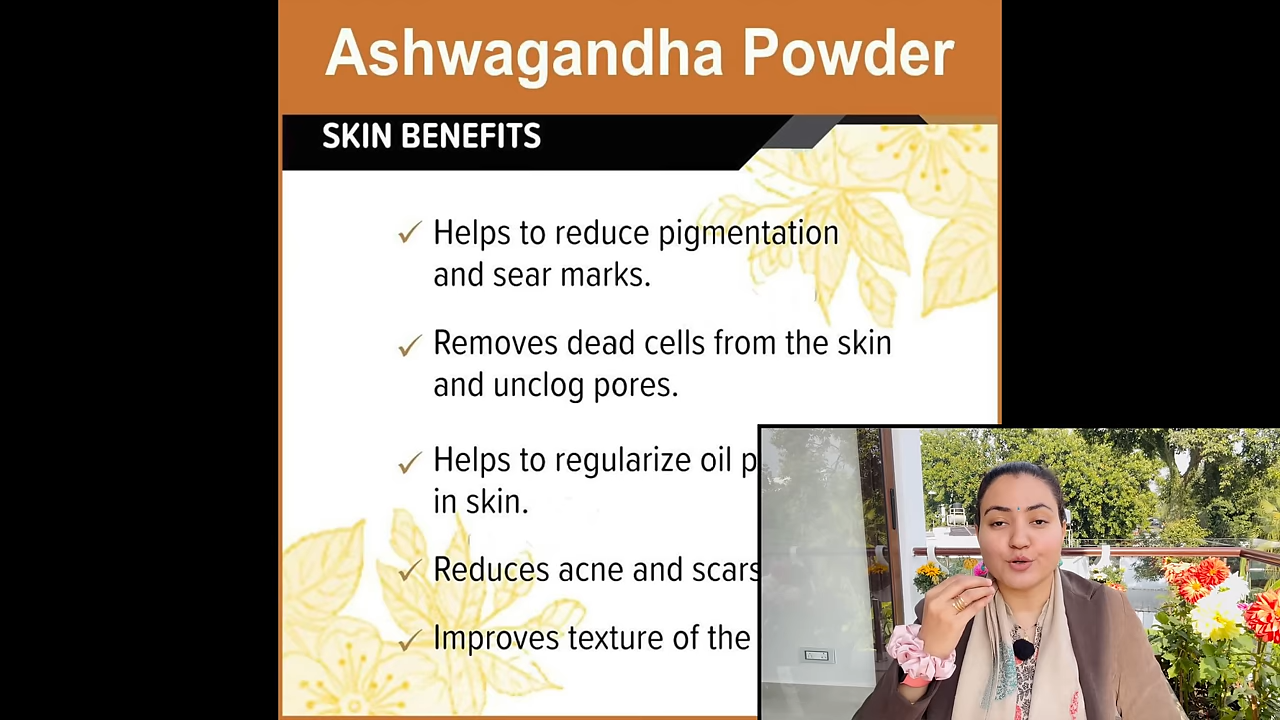 Ashwagandha Powder
SKIN BENEFITS
Helps to reduce pigmentation
and sear marks.
Removes dead cells from the skin
and unclog pores.
Helps to regularize oil
in skin.
Reduces acne and scars
Improves texture of the